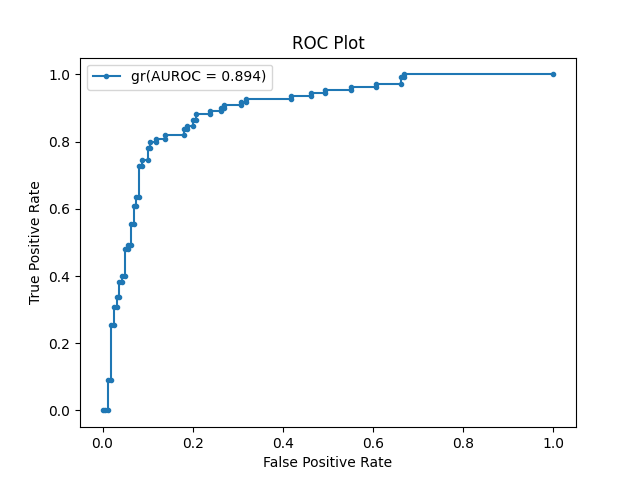 ROC Plot
gr(AUROC = 0.894)
True Positive Rate
1.0
0.8
0.6
0.4
0.2
0.0
0.0 0.2 0.4 0.6 0.8 1.0
False Positive Rate